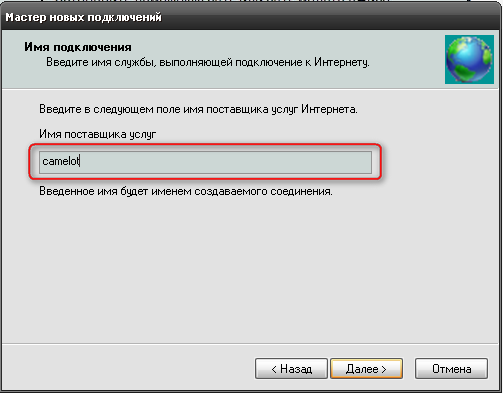 Мастер новых подключений
Имя подключения
Введите имя службы, выполняющей подключение к Интернету.
Введите в следующем поле имя поставщика услуг Интернета.
Имя поставщика услуг
camelot
Введенное имя будет именем создаваемого соединения.
< Назад Далее > Отмена